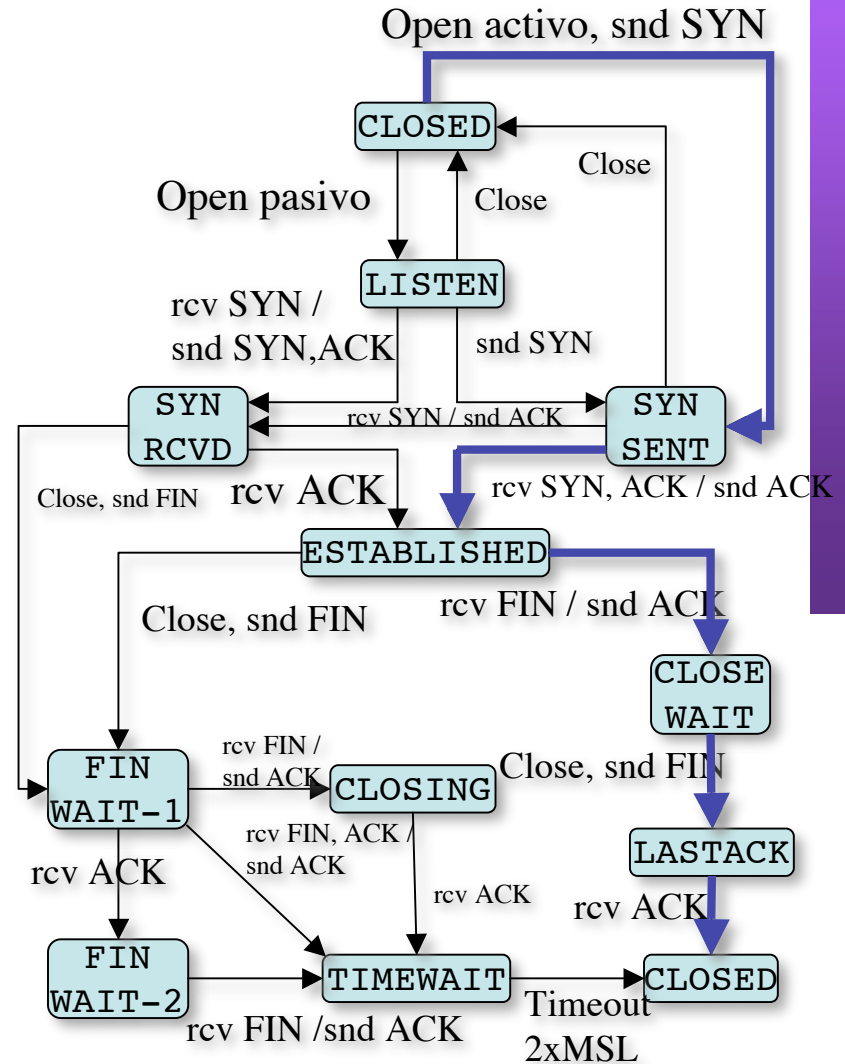 Open activo, snd SYN
CLOSED
Close
Open pasivo
Close
LISTEN
rcv SYN /
snd SYN,ACK
snd SYN
SYN
RCVD
rcv SYN / snd ACK
SYN
SENT
Close, snd FIN
rcv ACK
rcv SYN, ACK / snd ACK
ESTABLISHED
Close, snd FIN
rcv FIN / snd ACK
CLOSE
WAIT
FIN
WAIT-1
rcv FIN /
snd ACK
CLOSING
Close, snd FIN
rcv FIN, ACK /
snd ACK
LASTACK
rcv ACK
rcv ACK
rcv ACK
FIN
WAIT-2
TIMEWAIT
CLOSED
rcv FIN /snd ACK
Timeout
2xMSL